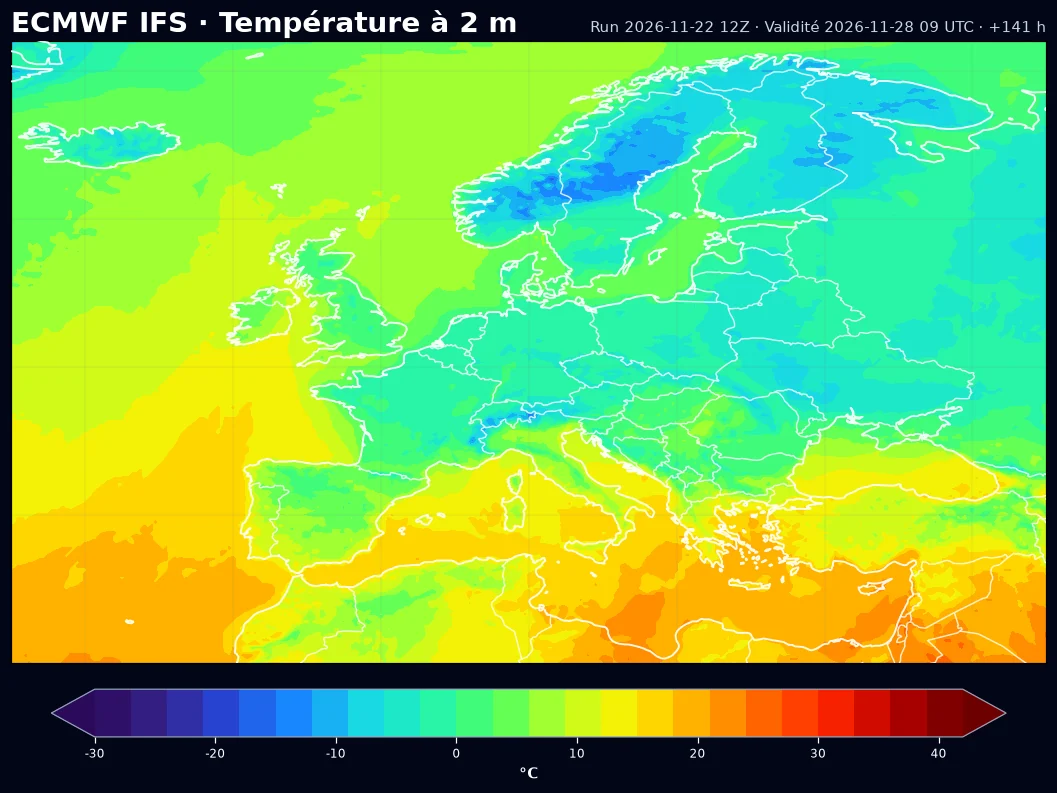 ECMWF IFS · Température à 2 m
Run 2026-11-22 12Z · Validité 2026-11-28 09 UTC · +141 h
-30 -20 -10 0 10 20 30 40
°C